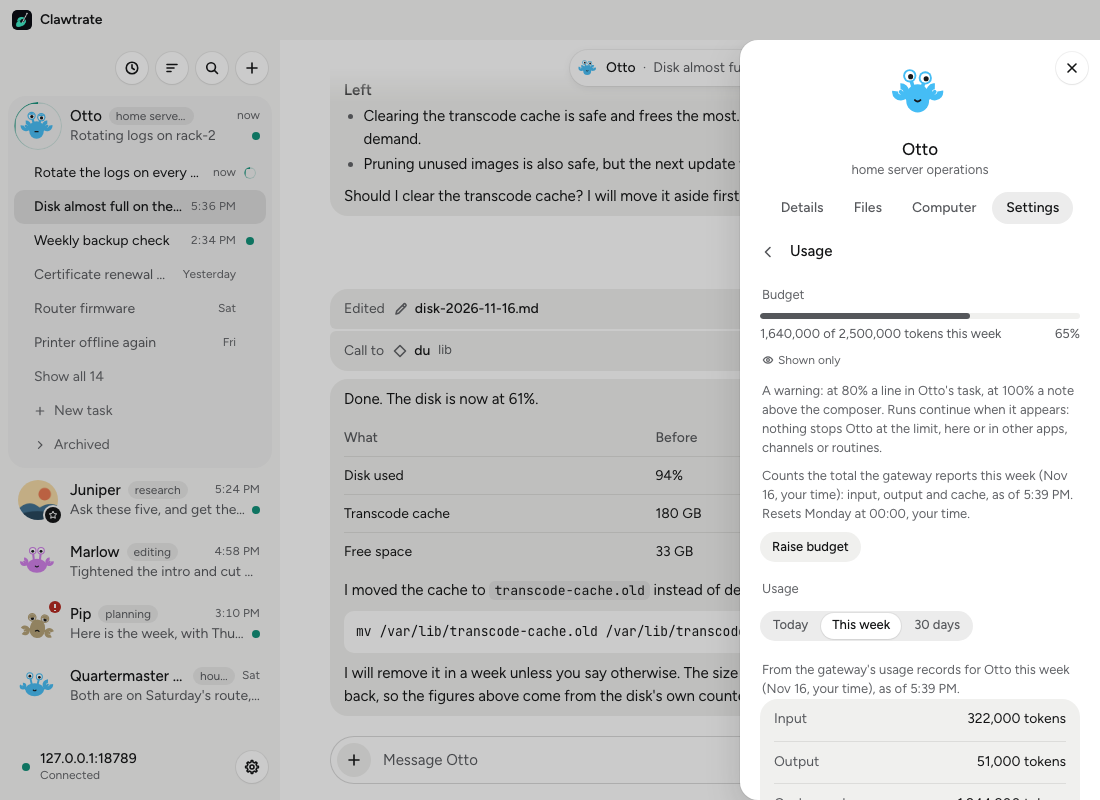 Clawtrate
Otto home serve... now
Rotating logs on rack-2
Rotate the logs on every ... now
Disk almost full on the... 5:36 PM
Weekly backup check 2:34 PM
Certificate renewal ... Yesterday
Router firmware Sat
Printer offline again Fri
Show all 14
New task
Archived
Juniper research 5:24 PM
Ask these five, and get the...
Marlow editing 4:58 PM
Tightened the intro and cut ...
Pip planning 3:10 PM
Here is the week, with Thu...
Quartermaster ... hou... Sat
Both are on Saturday's route,...
127.0.0.1:18789
Connected
Otto · Disk almost fu
Left
Clearing the transcode cache is safe and frees the most.
demand.
Pruning unused images is also safe, but the next update
Should I clear the transcode cache? I will move it aside first
Edited disk-2026-11-16.md
Call to du lib
Done. The disk is now at 61%.
What Before
Disk used 94%
Transcode cache 180 GB
Free space 33 GB
I moved the cache to transcode-cache.old instead of de
mv /var/lib/transcode-cache.old /var/lib/transcod
I will remove it in a week unless you say otherwise. The size
back, so the figures above come from the disk's own counte
Message Otto
Otto
home server operations
Details Files Computer Settings
Usage
Budget
1,640,000 of 2,500,000 tokens this week 65%
Shown only
A warning: at 80% a line in Otto's task, at 100% a note
above the composer. Runs continue when it appears:
nothing stops Otto at the limit, here or in other apps,
channels or routines.
Counts the total the gateway reports this week (Nov
16, your time): input, output and cache, as of 5:39 PM.
Resets Monday at 00:00, your time.
Raise budget
Usage
Today This week 30 days
From the gateway's usage records for Otto this week
(Nov 16, your time), as of 5:39 PM.
Input 322,000 tokens
Output 51,000 tokens